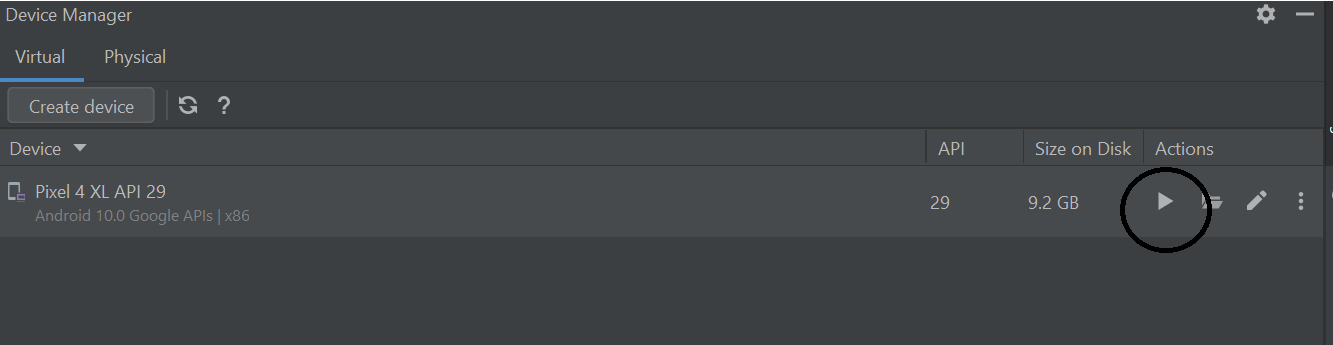 Device Manager
Virtual Physical
Create device ?
Device API Size on Disk Actions
Pixel 4 XL API 29 29 9.2 GB
Android 10.0 Google APIs | x86